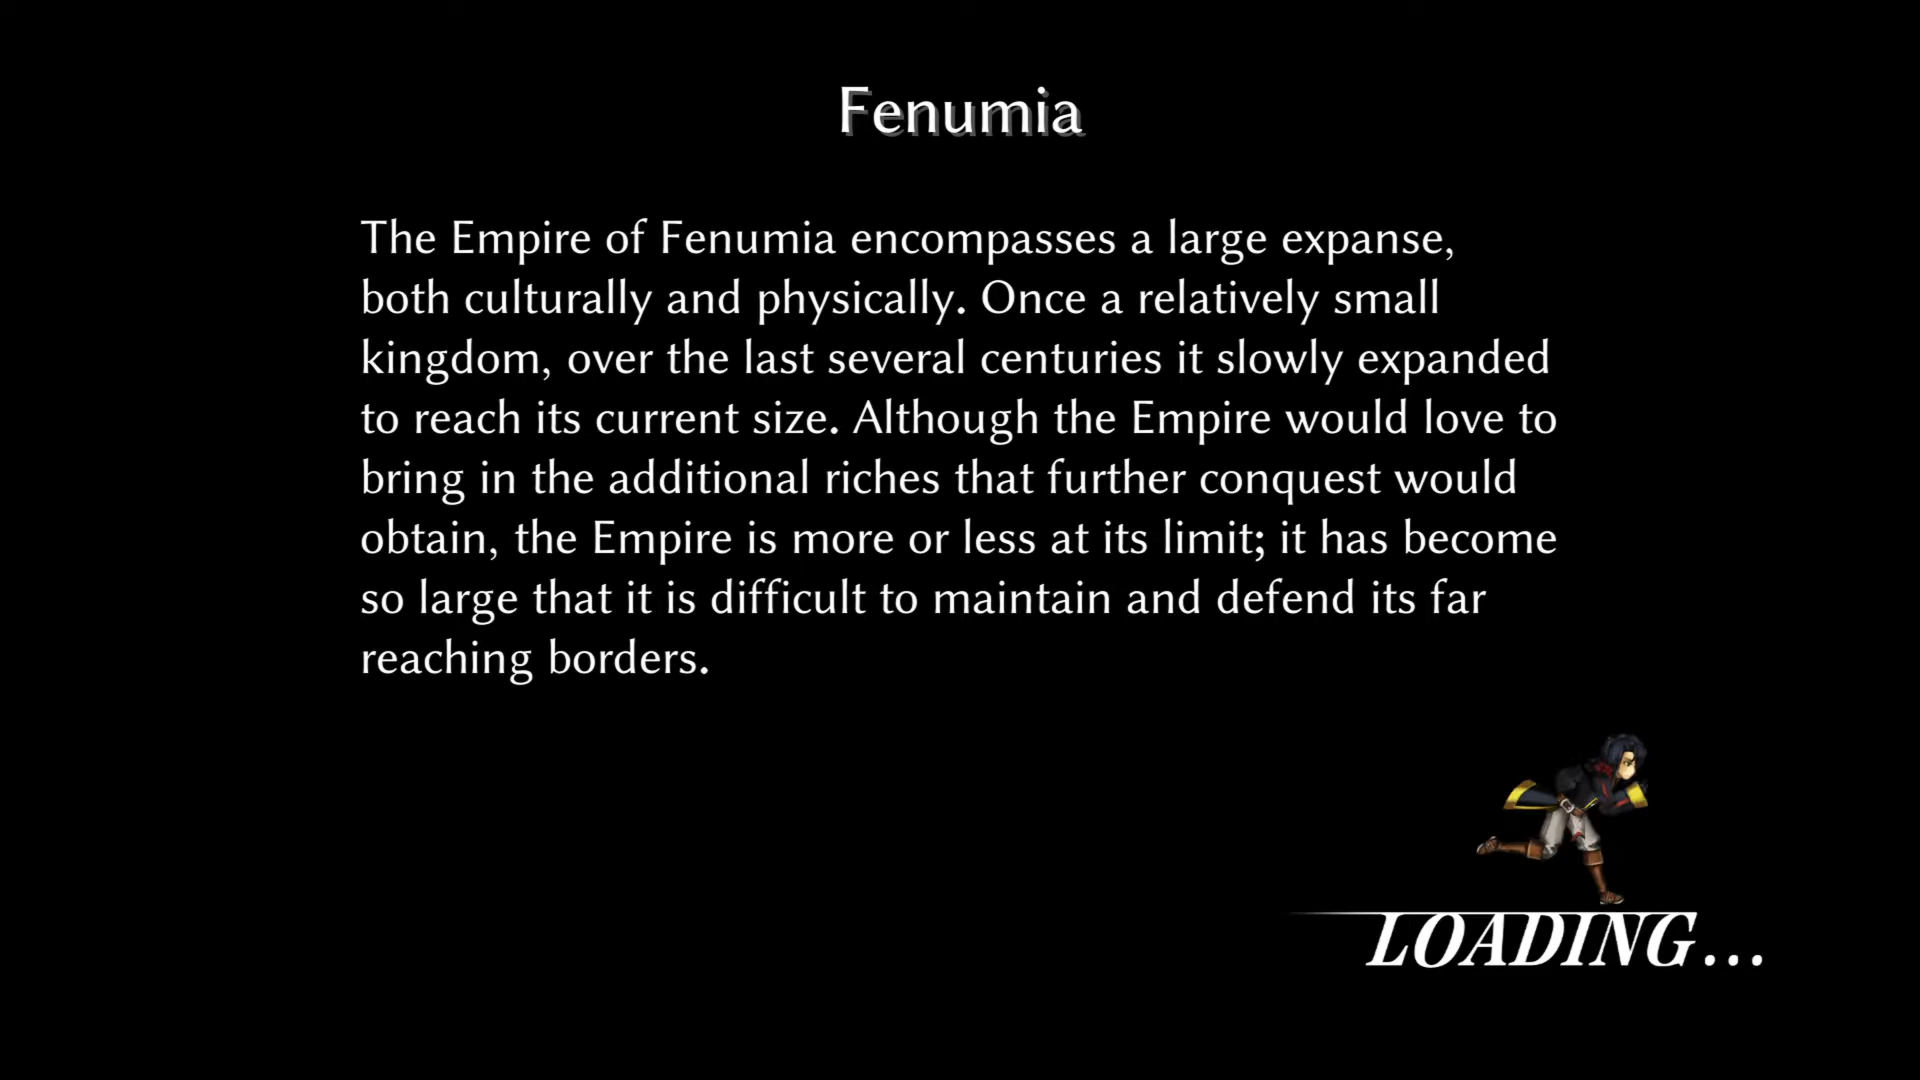 Fenumia
The Empire of Fenumia encompasses a large expanse,
both culturally and physically. Once a relatively small
kingdom, over the last several centuries it slowly expanded
to reach its current size. Although the Empire would love to
bring in the additional riches that further conquest would
obtain, the Empire is more or less at its limit; it has become
so large that it is difficult to maintain and defend its far
reaching borders.
LOADING...